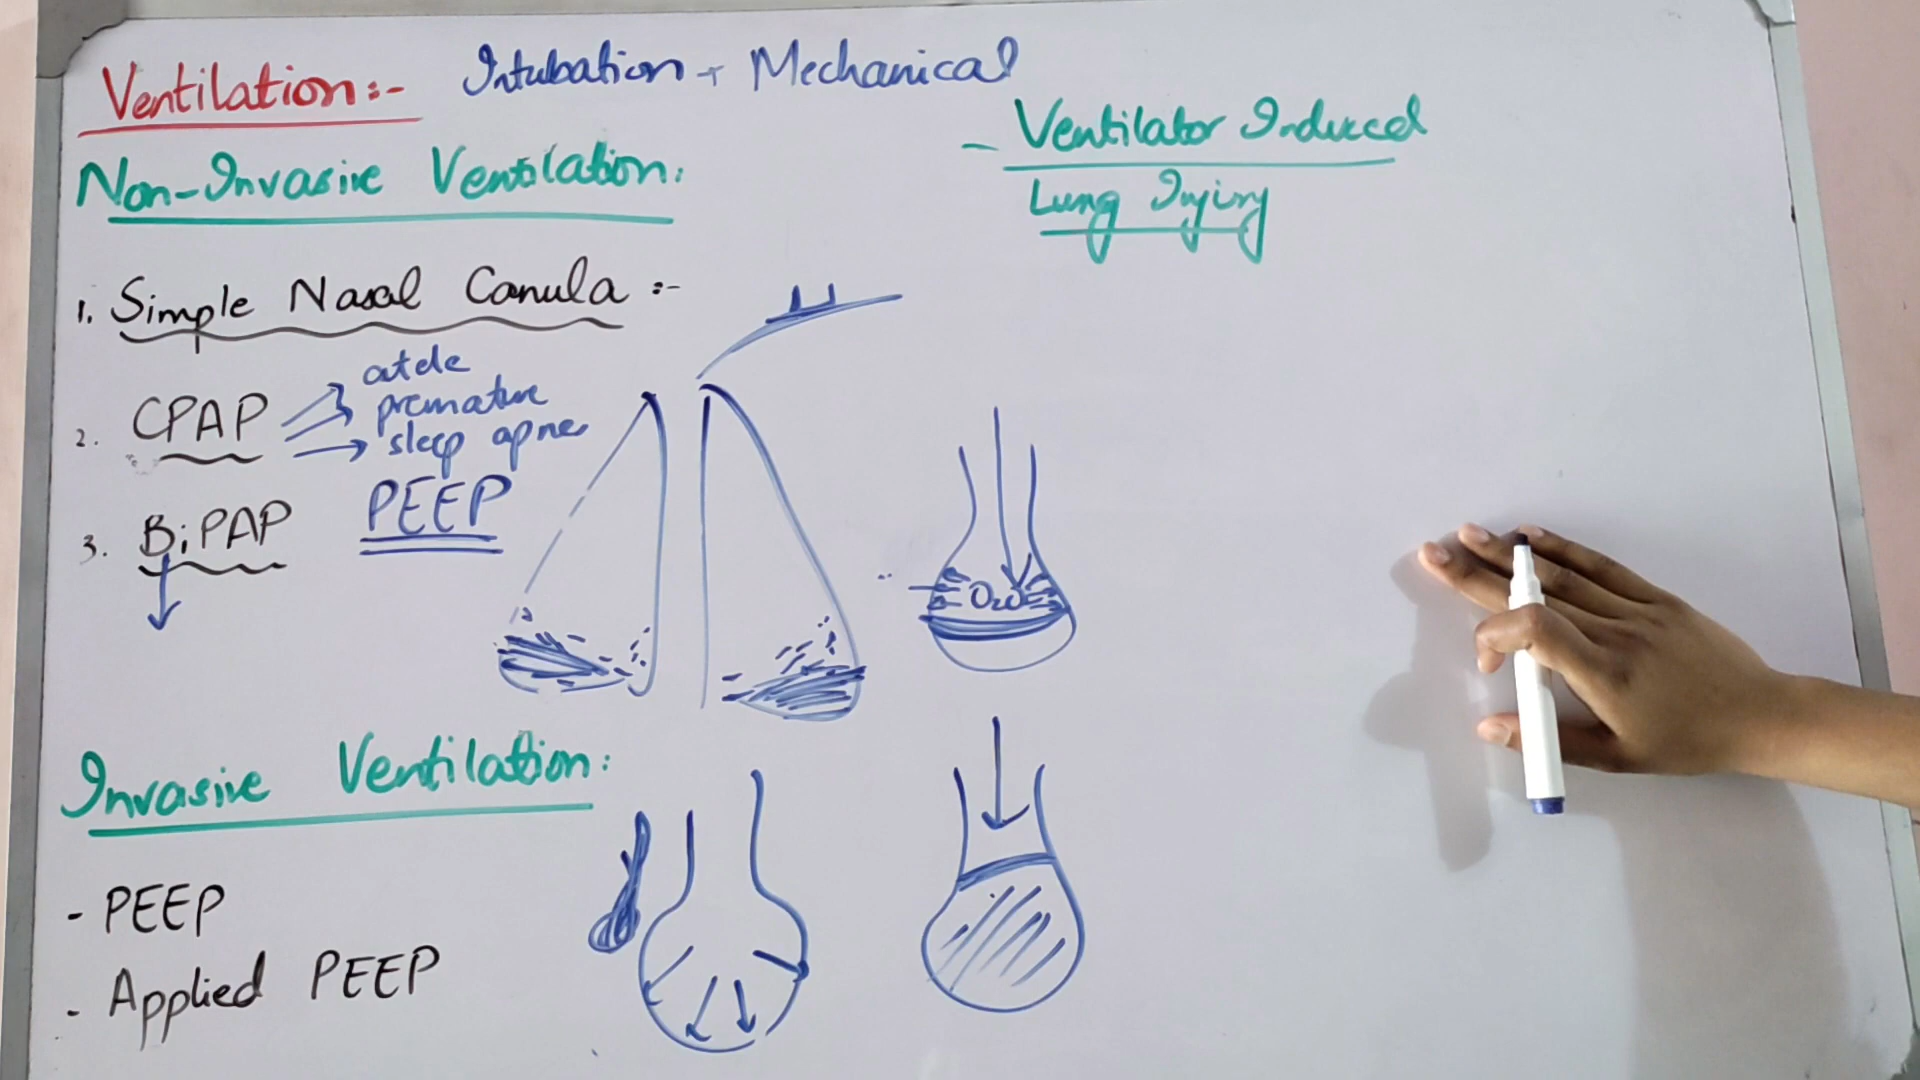 Ventilation:- Intubation + Mechanical
Non-Invasive Ventilation:
1. Simple Nasal Canula :-
2. CPAP
atele
premature
sleep apnea
3. BiPAP PEEP
Invasive Ventilation:
- PEEP
- Applied PEEP
- Ventilator Induced
Lung Injury